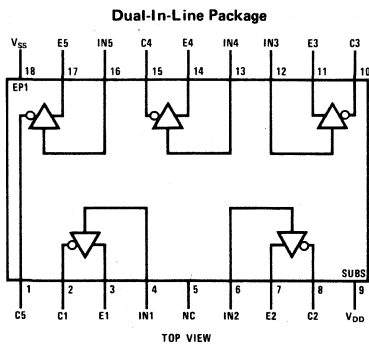 Dual-In-Line Package
VSS E5 IN5 C4 E4 IN4 IN3 E3 C3
18 17 16 15 14 13 12 11 10
EP1
SUBS
1 2 3 4 5 6 7 8 9
C5 C1 E1 IN1 NC IN2 E2 C2 VDD
TOP VIEW